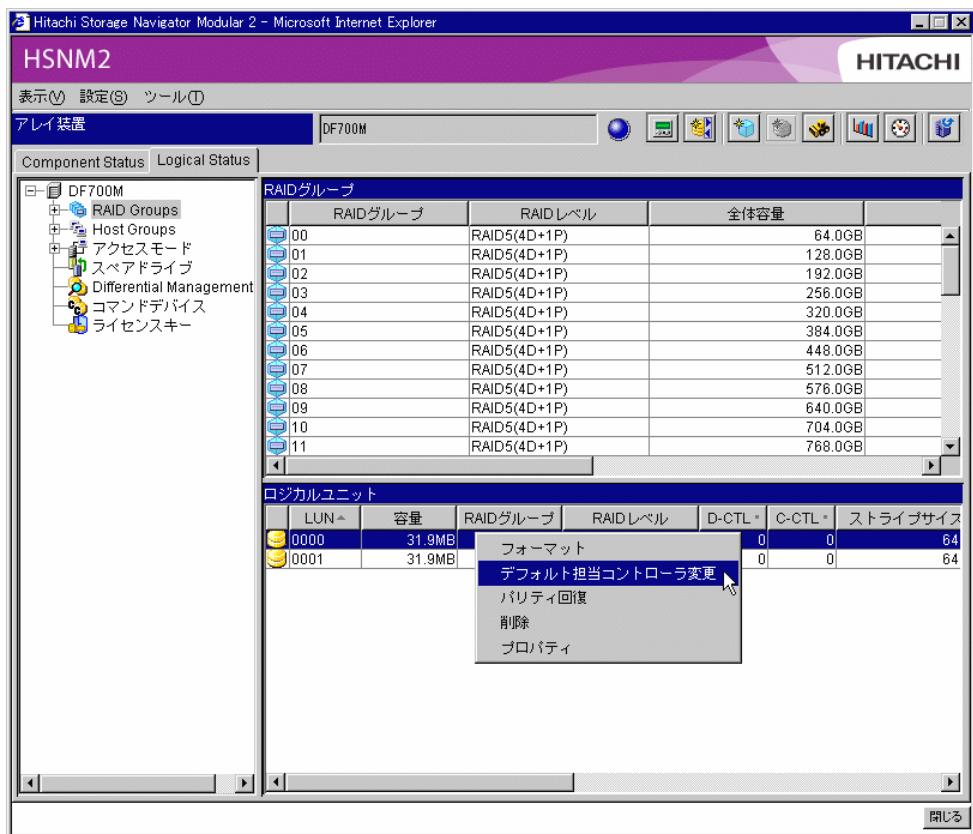 Hitachi Storage Navigator Modular 2 - Microsoft Internet Explorer
HSNM2 HITACHI
表示(V) 設定(S) ツール(T)
アレイ装置 DF700M
Component Status Logical Status
DF700M
RAID Groups
Host Groups
アクセスモード
スペアドライブ
Differential Management
コマンドデバイス
ライセンスキー
RAIDグループ
RAIDグループ RAIDレベル 全体容量
00 RAID5(4D+1P) 64.0GB
01 RAID5(4D+1P) 128.0GB
02 RAID5(4D+1P) 192.0GB
03 RAID5(4D+1P) 256.0GB
04 RAID5(4D+1P) 320.0GB
05 RAID5(4D+1P) 384.0GB
06 RAID5(4D+1P) 448.0GB
07 RAID5(4D+1P) 512.0GB
08 RAID5(4D+1P) 576.0GB
09 RAID5(4D+1P) 640.0GB
10 RAID5(4D+1P) 704.0GB
11 RAID5(4D+1P) 768.0GB
ロジカルユニット
LUN 容量 RAIDグループ RAIDレベル D-CTL C-CTL ストライプサイズ
0000 31.9MB 0 0 64
0001 31.9MB 0 0 64
フォーマット
デフォルト担当コントローラ変更
パリティ回復
削除
プロパティ
閉じる